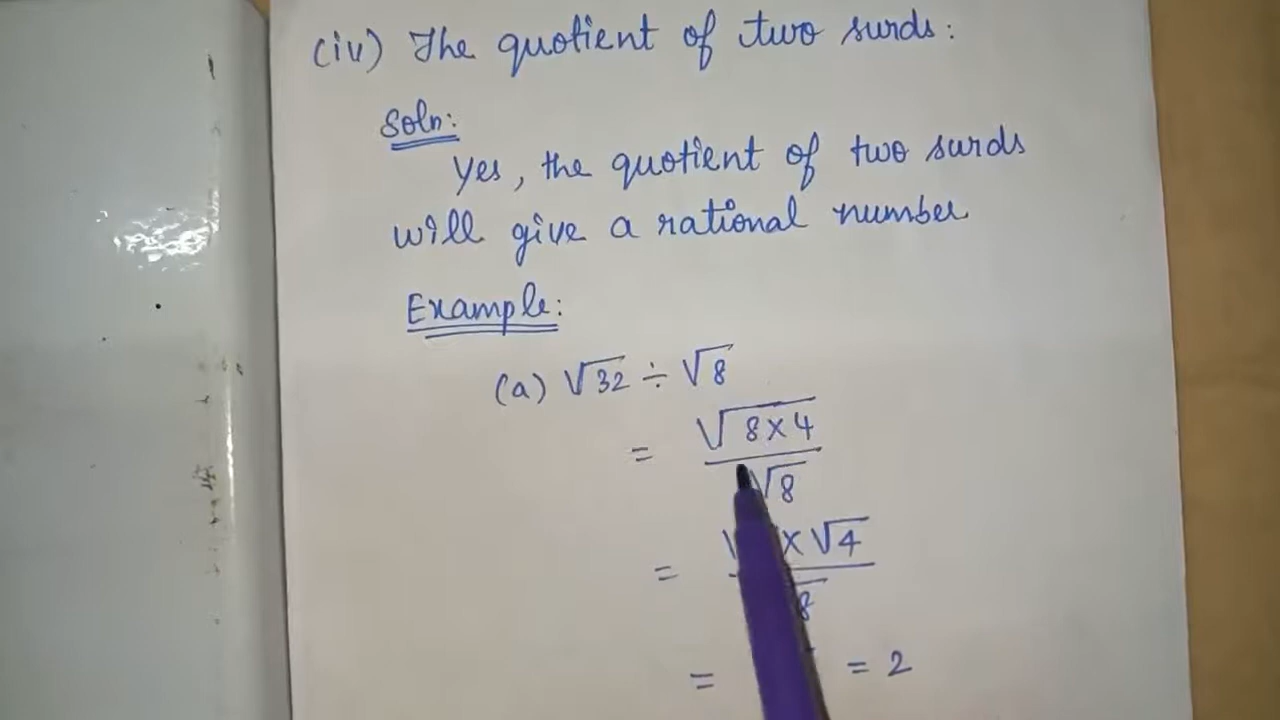 (iv) The quotient of two surds:
Soln:
Yes, the quotient of two surds
will give a rational number
Example:
(a) √32 ÷ √8
= √8×4
√8
= × √4
8
= = 2